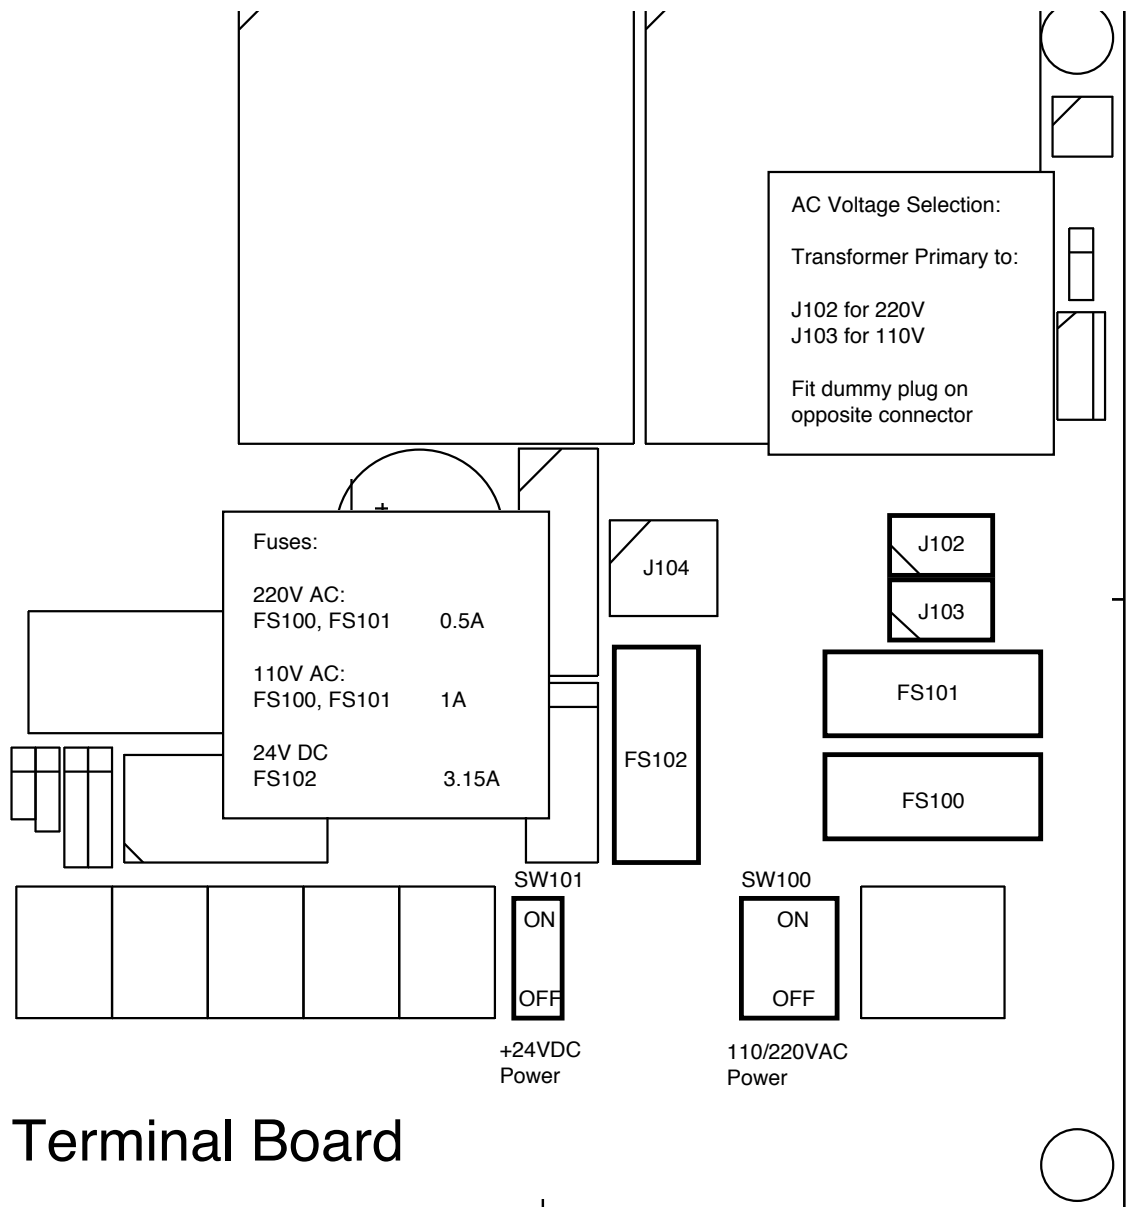 AC Voltage Selection:
Transformer Primary to:
J102 for 220V
J103 for 110V
Fit dummy plug on
opposite connector
Fuses:
220V AC:
FS100, FS101 0.5A
110V AC:
FS100, FS101 1A
24V DC
FS102 3.15A
J104
J102
J103
FS101
FS102
FS100
SW101
ON
OFF
+24VDC
Power
SW100
ON
OFF
110/220VAC
Power
Terminal Board